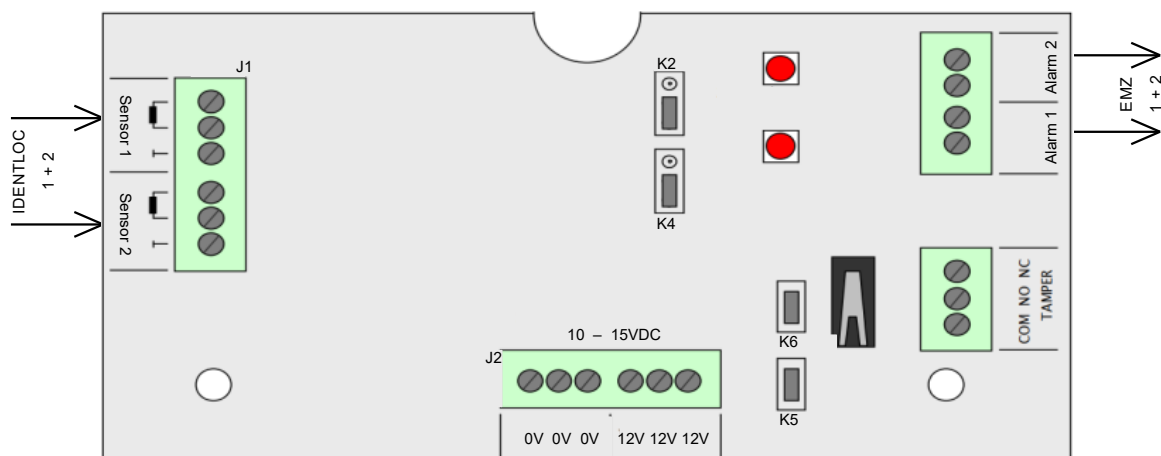 J1
K2
Alarm 2
Alarm 1
EMZ
1 + 2
Sensor 1
IDENTLOC
1 + 2
Sensor 2
K4
COM NO NC
TAMPER
10 – 15VDC
J2
K6
K5
0V 0V 0V 12V 12V 12V